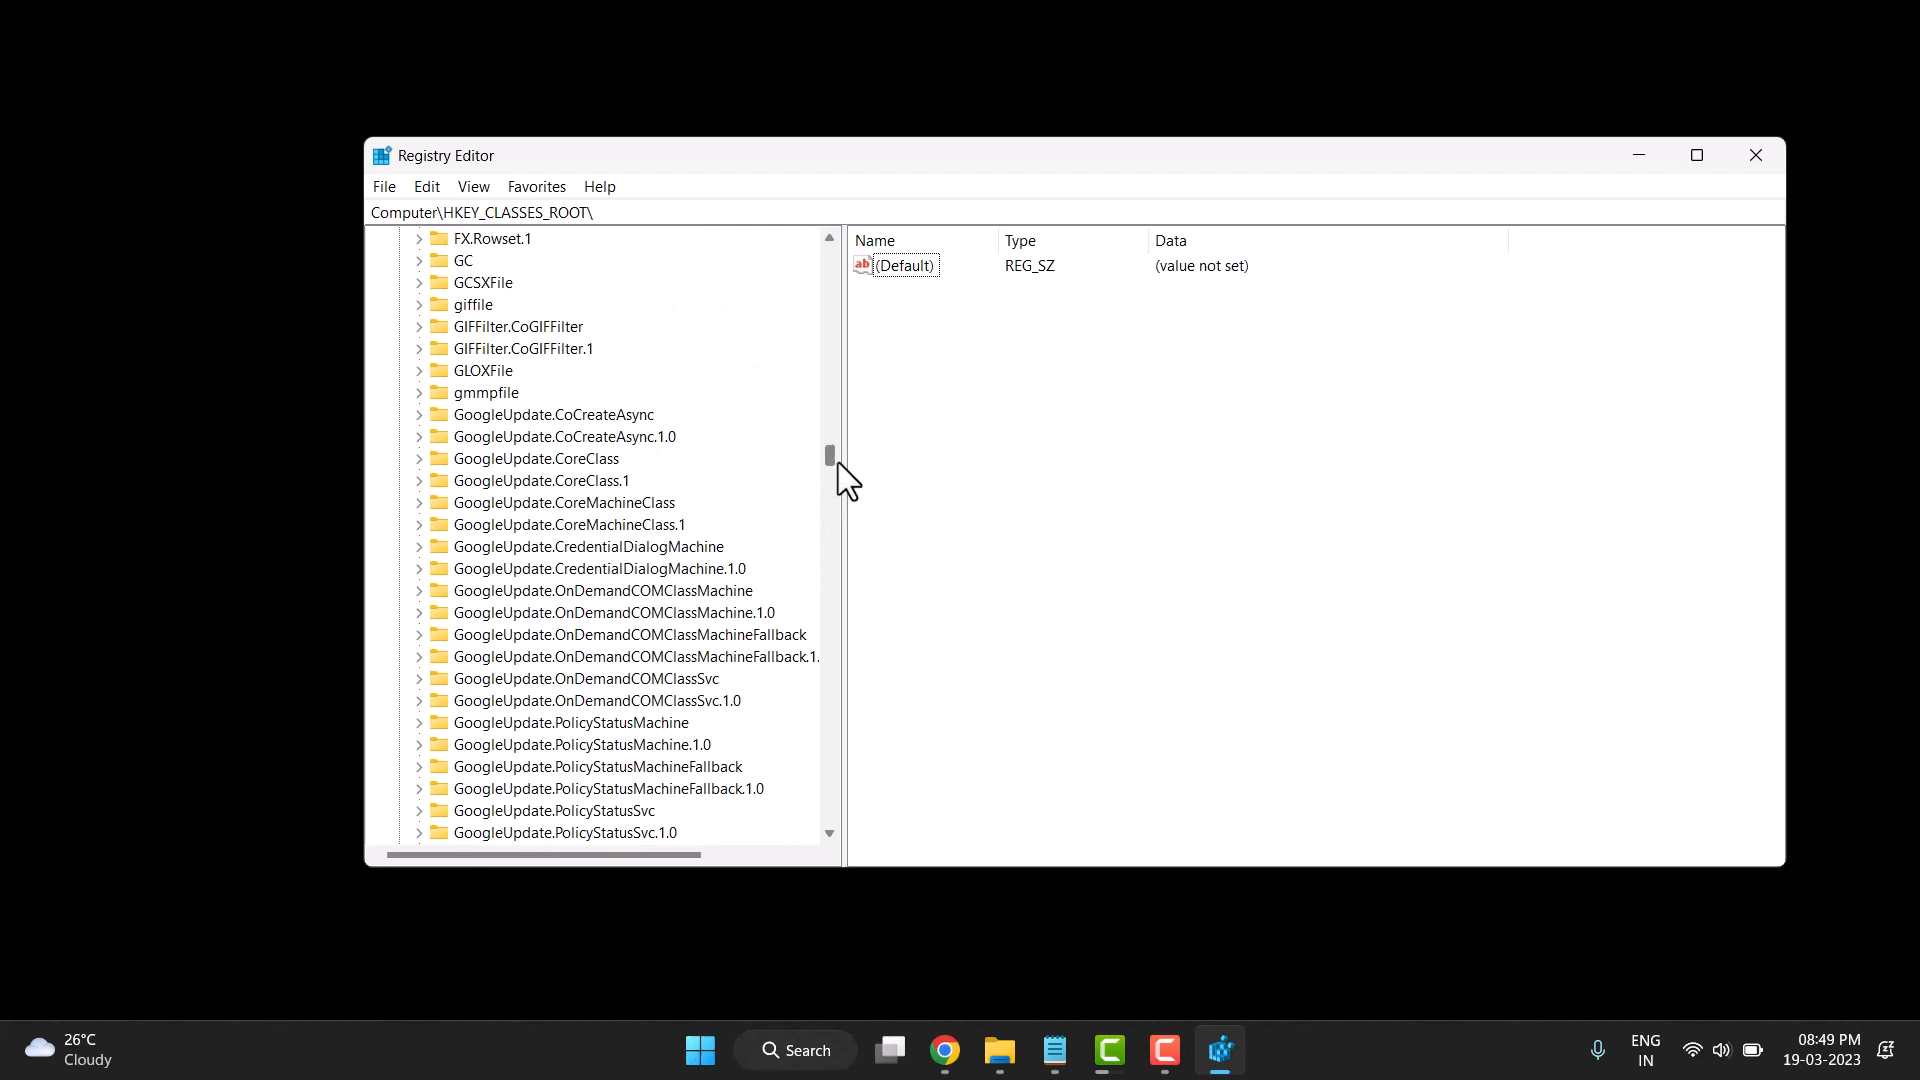 Registry Editor
File Edit View Favorites Help
Computer\HKEY_CLASSES_ROOT\
FX.Rowset.1
GC
GCSXFile
giffile
GIFFilter.CoGIFFilter
GIFFilter.CoGIFFilter.1
GLOXFile
gmmpfile
GoogleUpdate.CoCreateAsync
GoogleUpdate.CoCreateAsync.1.0
GoogleUpdate.CoreClass
GoogleUpdate.CoreClass.1
GoogleUpdate.CoreMachineClass
GoogleUpdate.CoreMachineClass.1
GoogleUpdate.CredentialDialogMachine
GoogleUpdate.CredentialDialogMachine.1.0
GoogleUpdate.OnDemandCOMClassMachine
GoogleUpdate.OnDemandCOMClassMachine.1.0
GoogleUpdate.OnDemandCOMClassMachineFallback
GoogleUpdate.OnDemandCOMClassMachineFallback.1.
GoogleUpdate.OnDemandCOMClassSvc
GoogleUpdate.OnDemandCOMClassSvc.1.0
GoogleUpdate.PolicyStatusMachine
GoogleUpdate.PolicyStatusMachine.1.0
GoogleUpdate.PolicyStatusMachineFallback
GoogleUpdate.PolicyStatusMachineFallback.1.0
GoogleUpdate.PolicyStatusSvc
GoogleUpdate.PolicyStatusSvc.1.0
Name Type Data
ab (Default) REG_SZ (value not set)
26°C
Cloudy
Search
ENG
IN
08:49 PM
19-03-2023